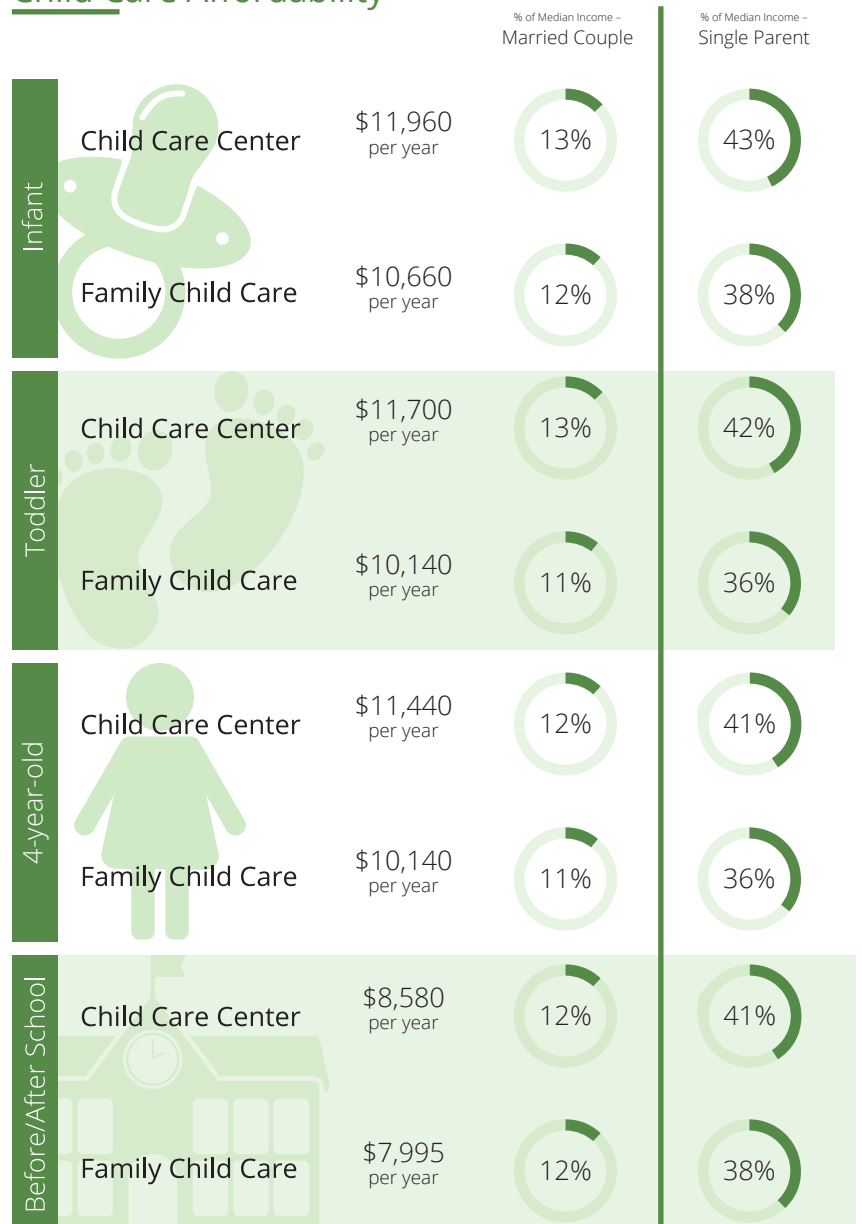 Child Care Affordability
% of Median Income –
Married Couple
% of Median Income –
Single Parent
Infant
Child Care Center
$11,960
per year
13%
43%
Family Child Care
$10,660
per year
12%
38%
Toddler
Child Care Center
$11,700
per year
13%
42%
Family Child Care
$10,140
per year
11%
36%
4-year-old
Child Care Center
$11,440
per year
12%
41%
Family Child Care
$10,140
per year
11%
36%
Before/After School
Child Care Center
$8,580
per year
12%
41%
Family Child Care
$7,995
per year
12%
38%